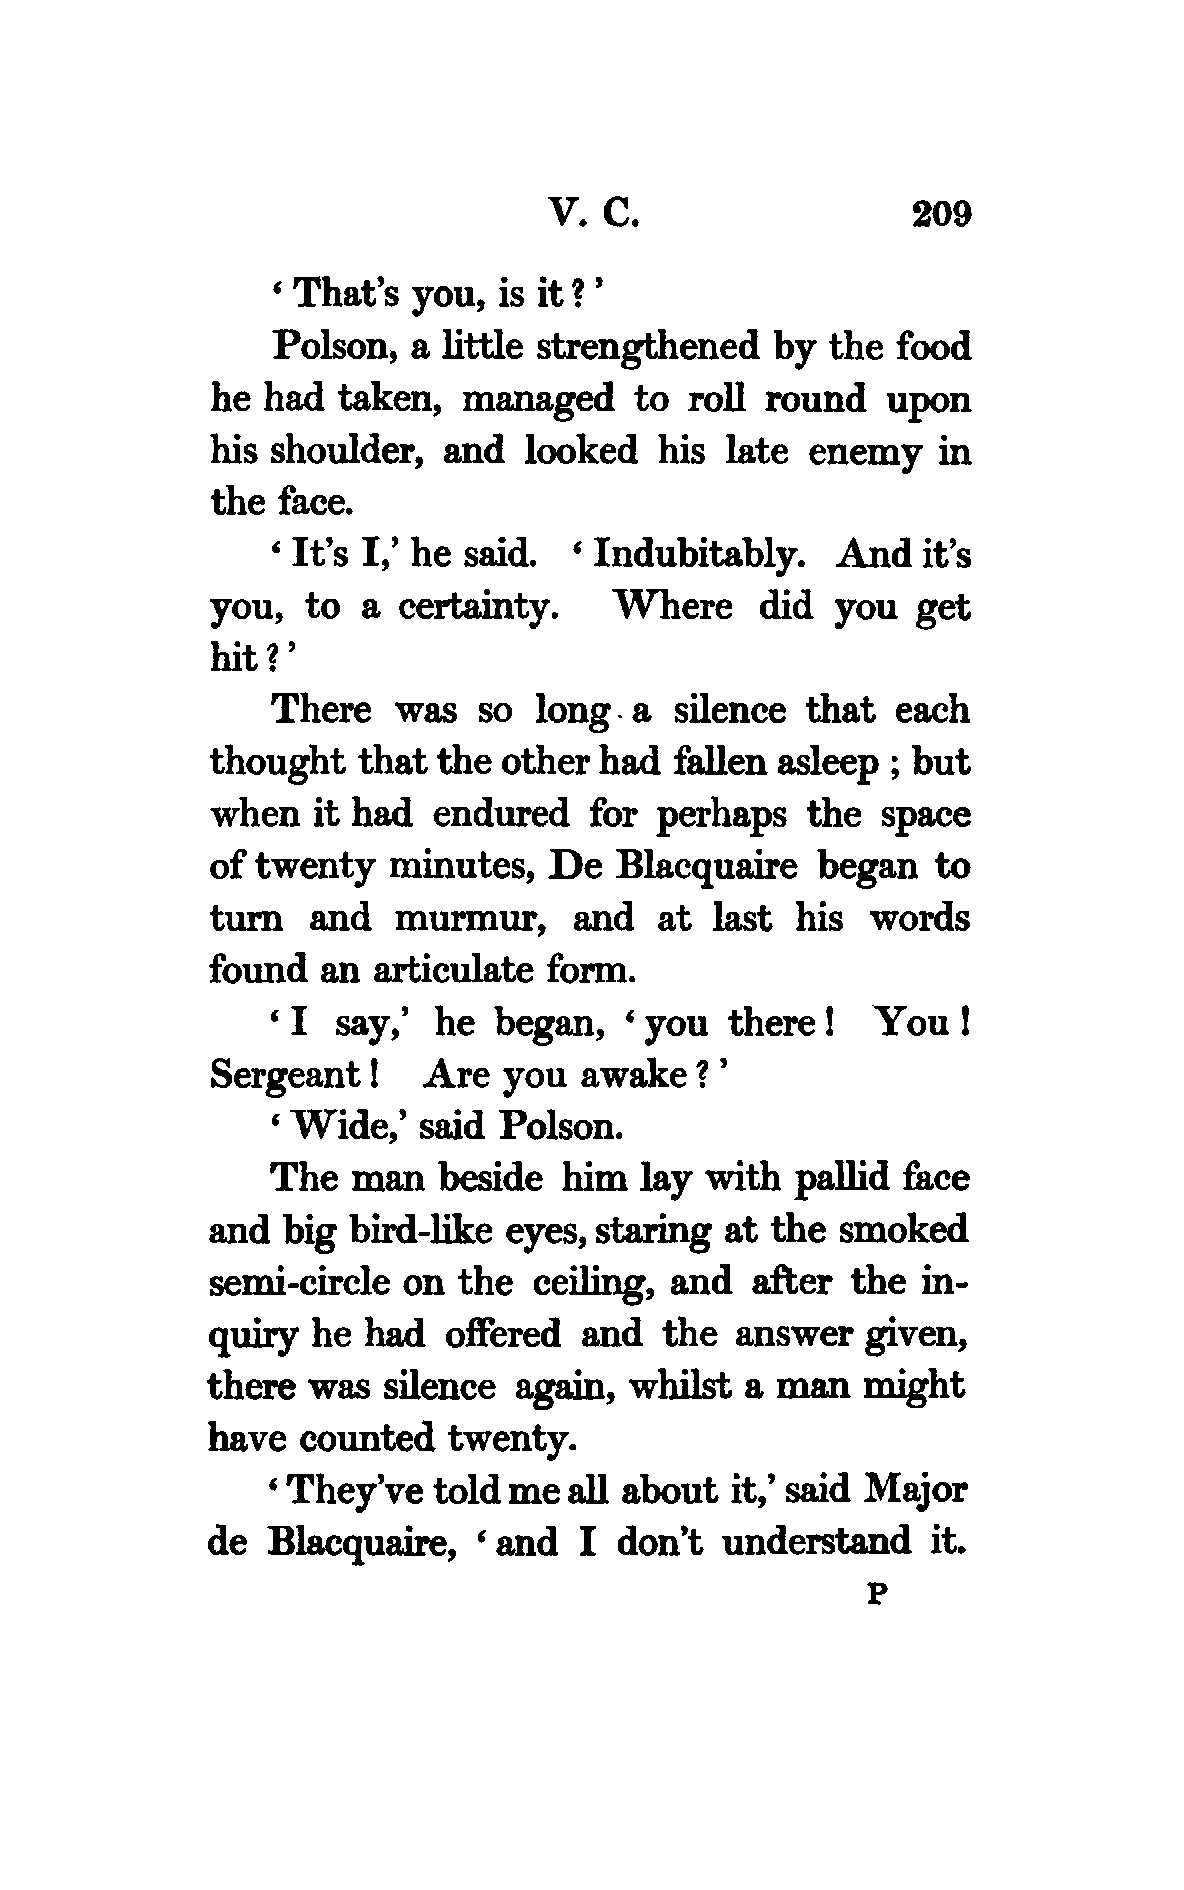 V. C. 209
‘ That's you, is it ? ’
Polson, a little strengthened by the food
he had taken, managed to roll round upon
his shoulder, and looked his late enemy in
the face.
‘ It's I,’ he said. ‘ Indubitably. And it's
you, to a certainty. Where did you get
hit ? ’
There was so long a silence that each
thought that the other had fallen asleep ; but
when it had endured for perhaps the space
of twenty minutes, De Blacquaire began to
turn and murmur, and at last his words
found an articulate form.
‘ I say,’ he began, ‘ you there ! You !
Sergeant ! Are you awake ? ’
‘ Wide,’ said Polson.
The man beside him lay with pallid face
and big bird-like eyes, staring at the smoked
semi-circle on the ceiling, and after the in-
quiry he had offered and the answer given,
there was silence again, whilst a man might
have counted twenty.
‘ They've told me all about it,’ said Major
de Blacquaire, ‘ and I don't understand it.
P